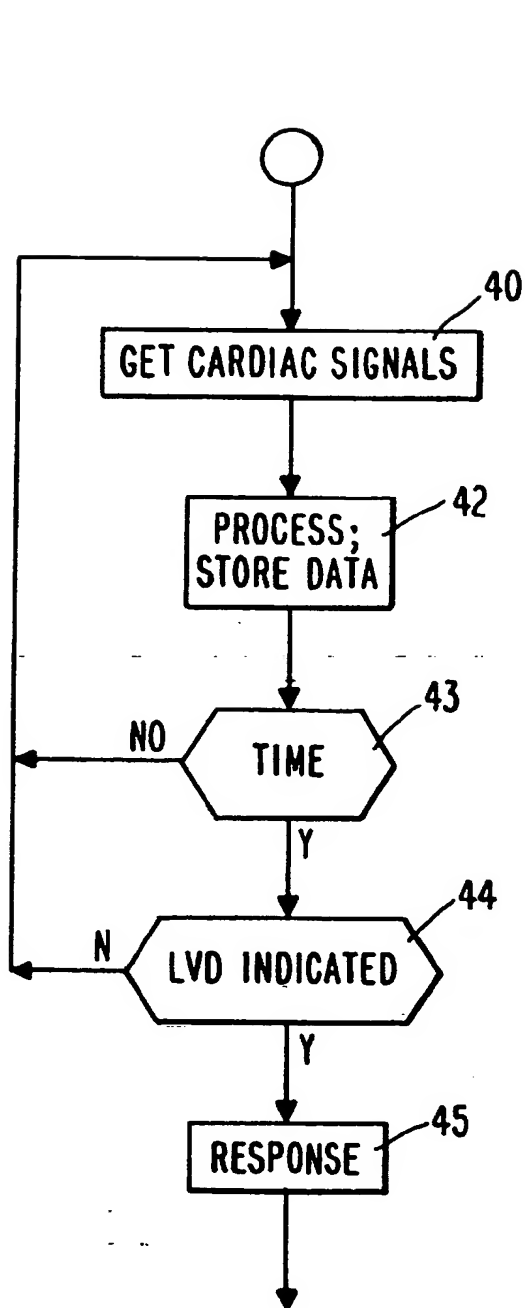 40
GET CARDIAC SIGNALS
42
PROCESS;
STORE DATA
43
NO
TIME
Y
44
N
LVD INDICATED
Y
45
RESPONSE